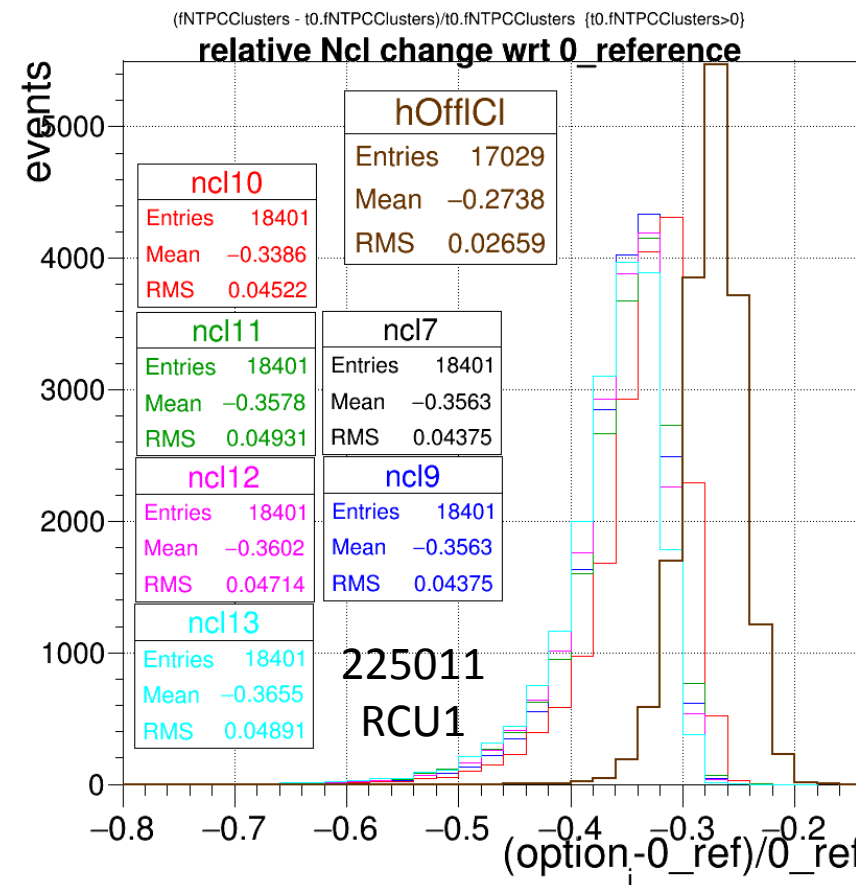 (fNTPCClusters - t0.fNTPCClusters)/t0.fNTPCClusters {t0.fNTPCClusters>0}
relative Ncl change wrt 0_reference
events
hOfflCl
Entries 17029
Mean −0.2738
RMS 0.02659
ncl10
Entries 18401
Mean −0.3386
RMS 0.04522
ncl11
Entries 18401
Mean −0.3578
RMS 0.04931
ncl7
Entries 18401
Mean −0.3563
RMS 0.04375
ncl12
Entries 18401
Mean −0.3602
RMS 0.04714
ncl9
Entries 18401
Mean −0.3563
RMS 0.04375
ncl13
Entries 18401
Mean −0.3655
RMS 0.04891
225011
RCU1
5000
4000
3000
2000
1000
0
−0.8 −0.7 −0.6 −0.5 −0.4 −0.3 −0.2
(option_i-0_ref)/0_ref